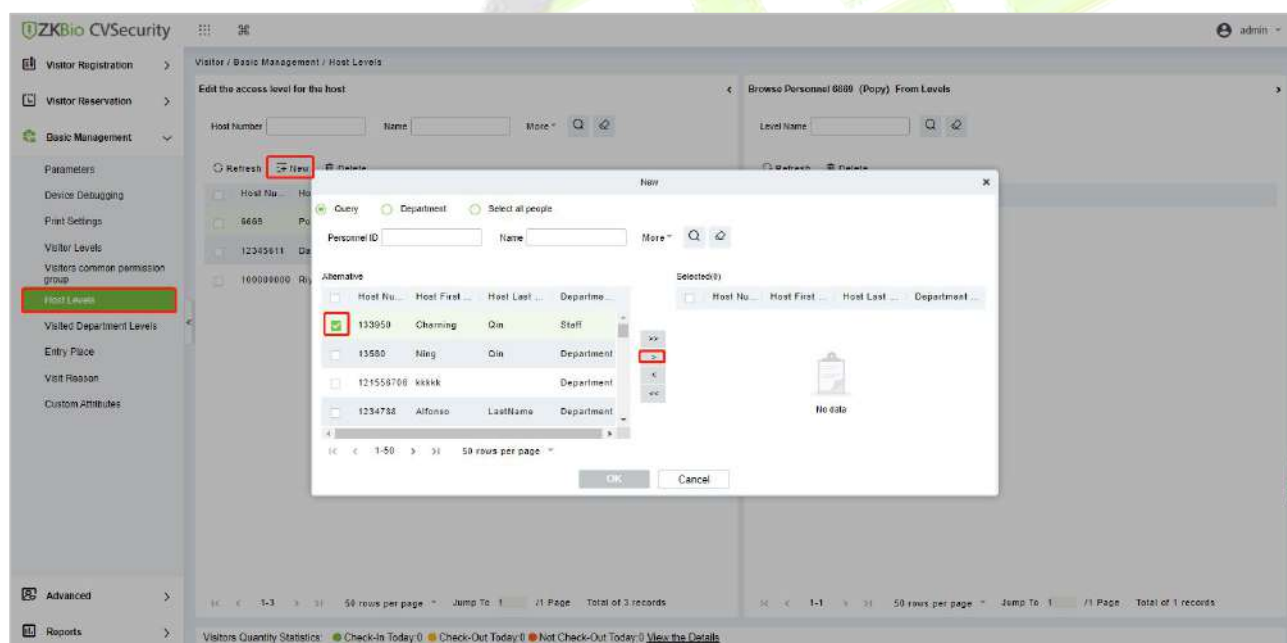 ZKBio CVSecurity
admin
Visitor Registration
Visitor Reservation
Basic Management
Parameters
Device Debugging
Print Settings
Visitor Levels
Visitors common permission
group
Host Levels
Visited Department Levels
Entry Place
Visit Reason
Custom Attributes
Advanced
Reports
Visitor / Basic Management / Host Levels
Edit the access level for the host
Host Number Name More
Refresh New Delete
Host Nu... Ho
6669 Po
12345611 Da
100000000 Riy
Browse Personnel 6669 (Popy) From Levels
Level Name
Refresh Delete
New
Query Department Select all people
Personnel ID Name More
Alternative
Host Nu... Host First ... Host Last ... Departme...
133950 Charning Qin Staff
13580 Ning Qin Department
121558706 kkkkk Department
1234788 Alfonso LastName Department
1-50 50 rows per page
>>
>
<
<<
Selected(0)
Host Nu... Host First ... Host Last ... Department ...
No data
OK Cancel
1-3 50 rows per page Jump To 1 /1 Page Total of 3 records
1-1 50 rows per page Jump To 1 /1 Page Total of 1 records
Visitors Quantity Statistics: Check-In Today:0 Check-Out Today:0 Not Check-Out Today:0 View the Details